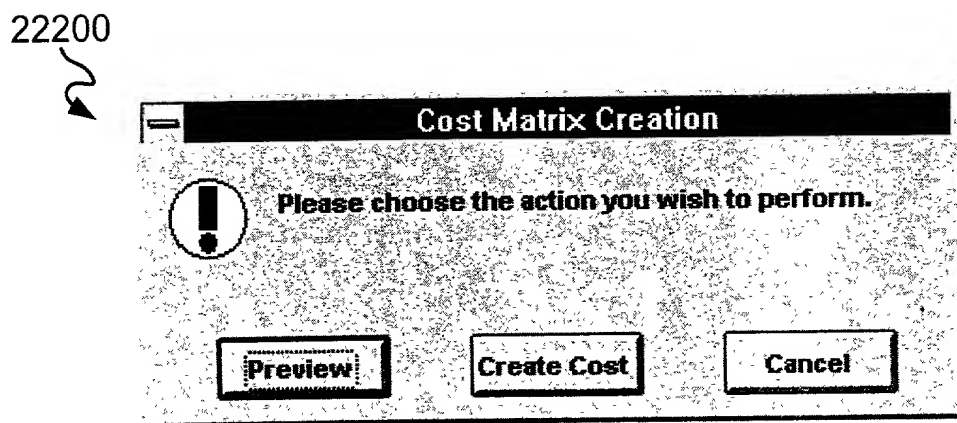 22200
Cost Matrix Creation
Please choose the action you wish to perform.
Preview Create Cost Cancel